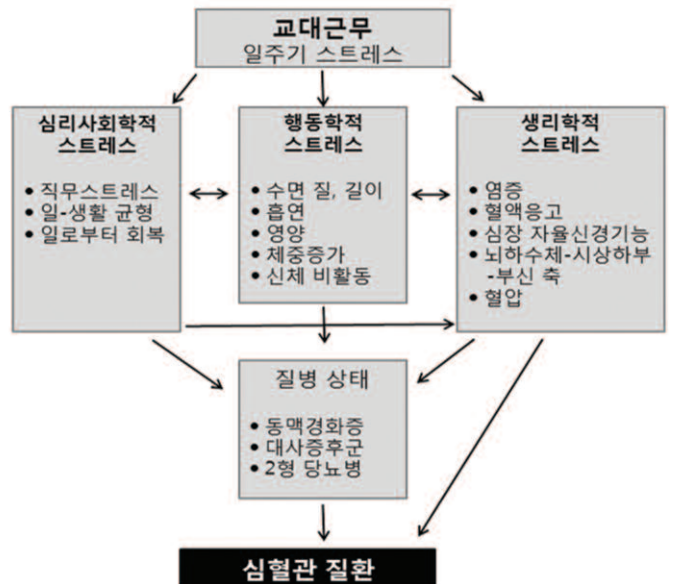 교대근무
일주기 스트레스
심리사회학적
스트레스
• 직무스트레스
• 일-생활 균형
• 일로부터 회복
행동학적
스트레스
• 수면 질, 길이
• 흡연
• 영양
• 체중증가
• 신체 비활동
생리학적
스트레스
• 염증
• 혈액응고
• 심장 자율신경기능
• 뇌하수체-시상하부
-부신 축
• 혈압
질병 상태
• 동맥경화증
• 대사증후군
• 2형 당뇨병
심혈관 질환